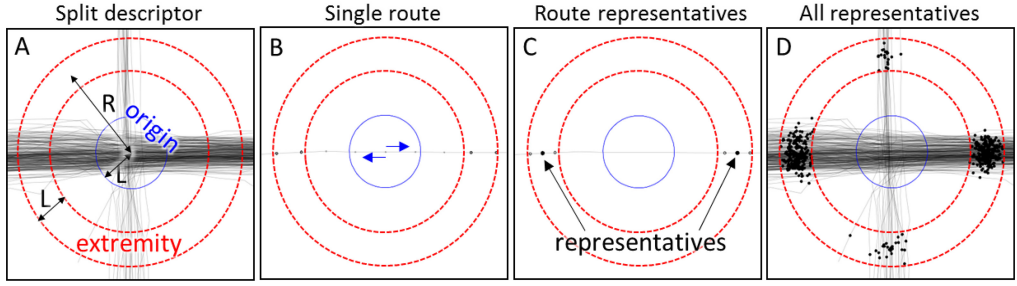 Split descriptor
Single route
Route representatives
All representatives
A
R
origin
L
L
extremity
B
C
representatives
D